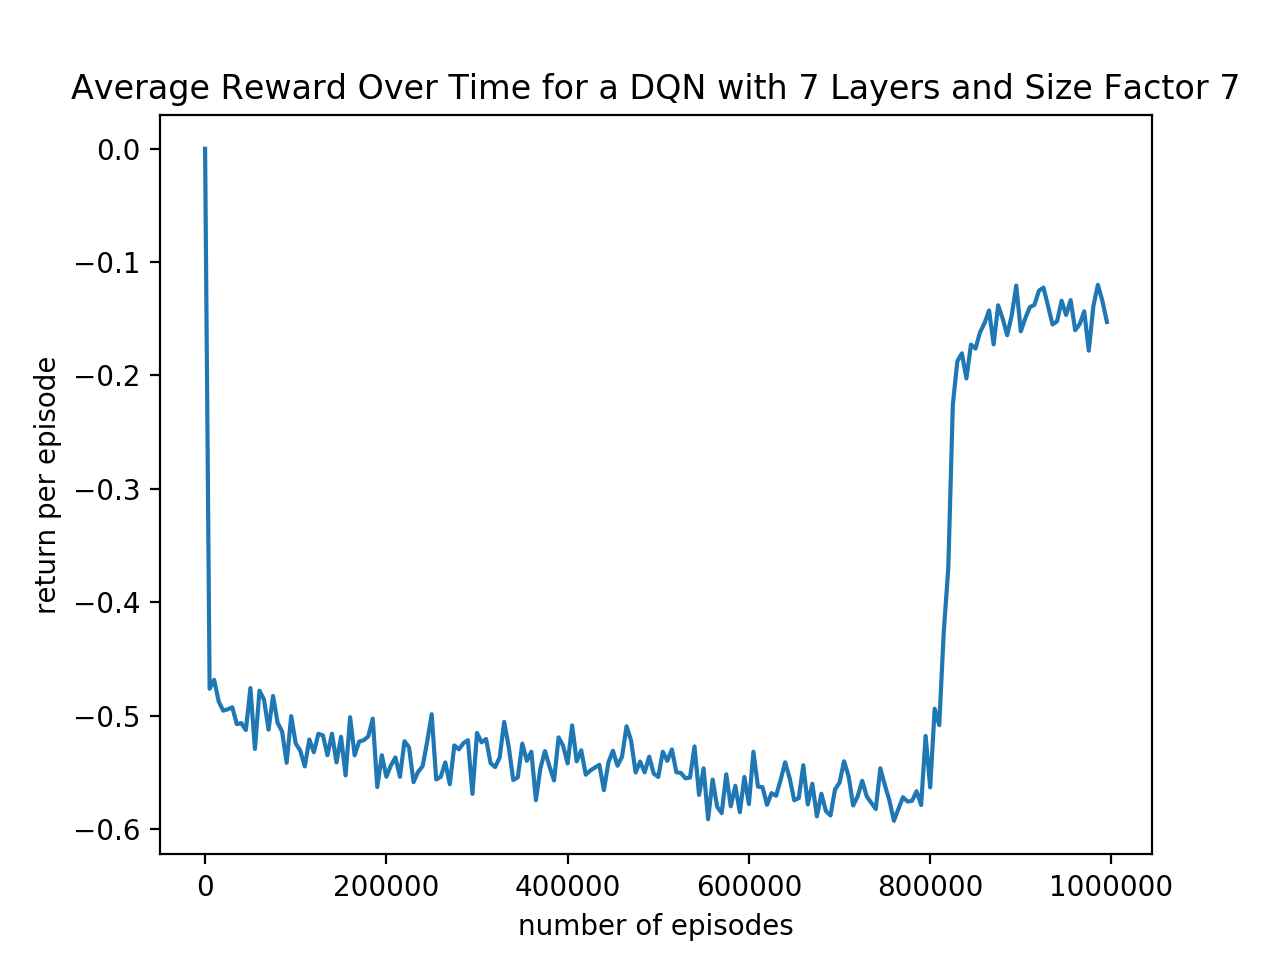 Average Reward Over Time for a DQN with 7 Layers and Size Factor 7
0.0
−0.1
−0.2
−0.3
−0.4
−0.5
−0.6
return per episode
0 200000 400000 600000 800000 1000000
number of episodes